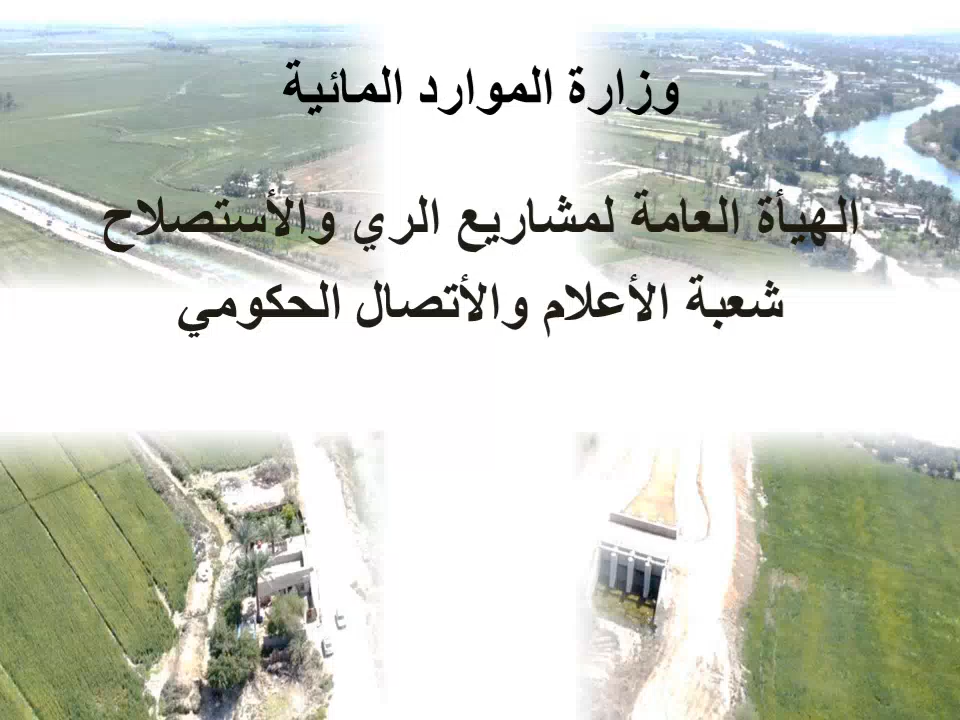 وزارة الموارد المائية
الهيأة العامة لمشاريع الري والأستصلاح
شعبة الأعلام والأتصال الحكومي